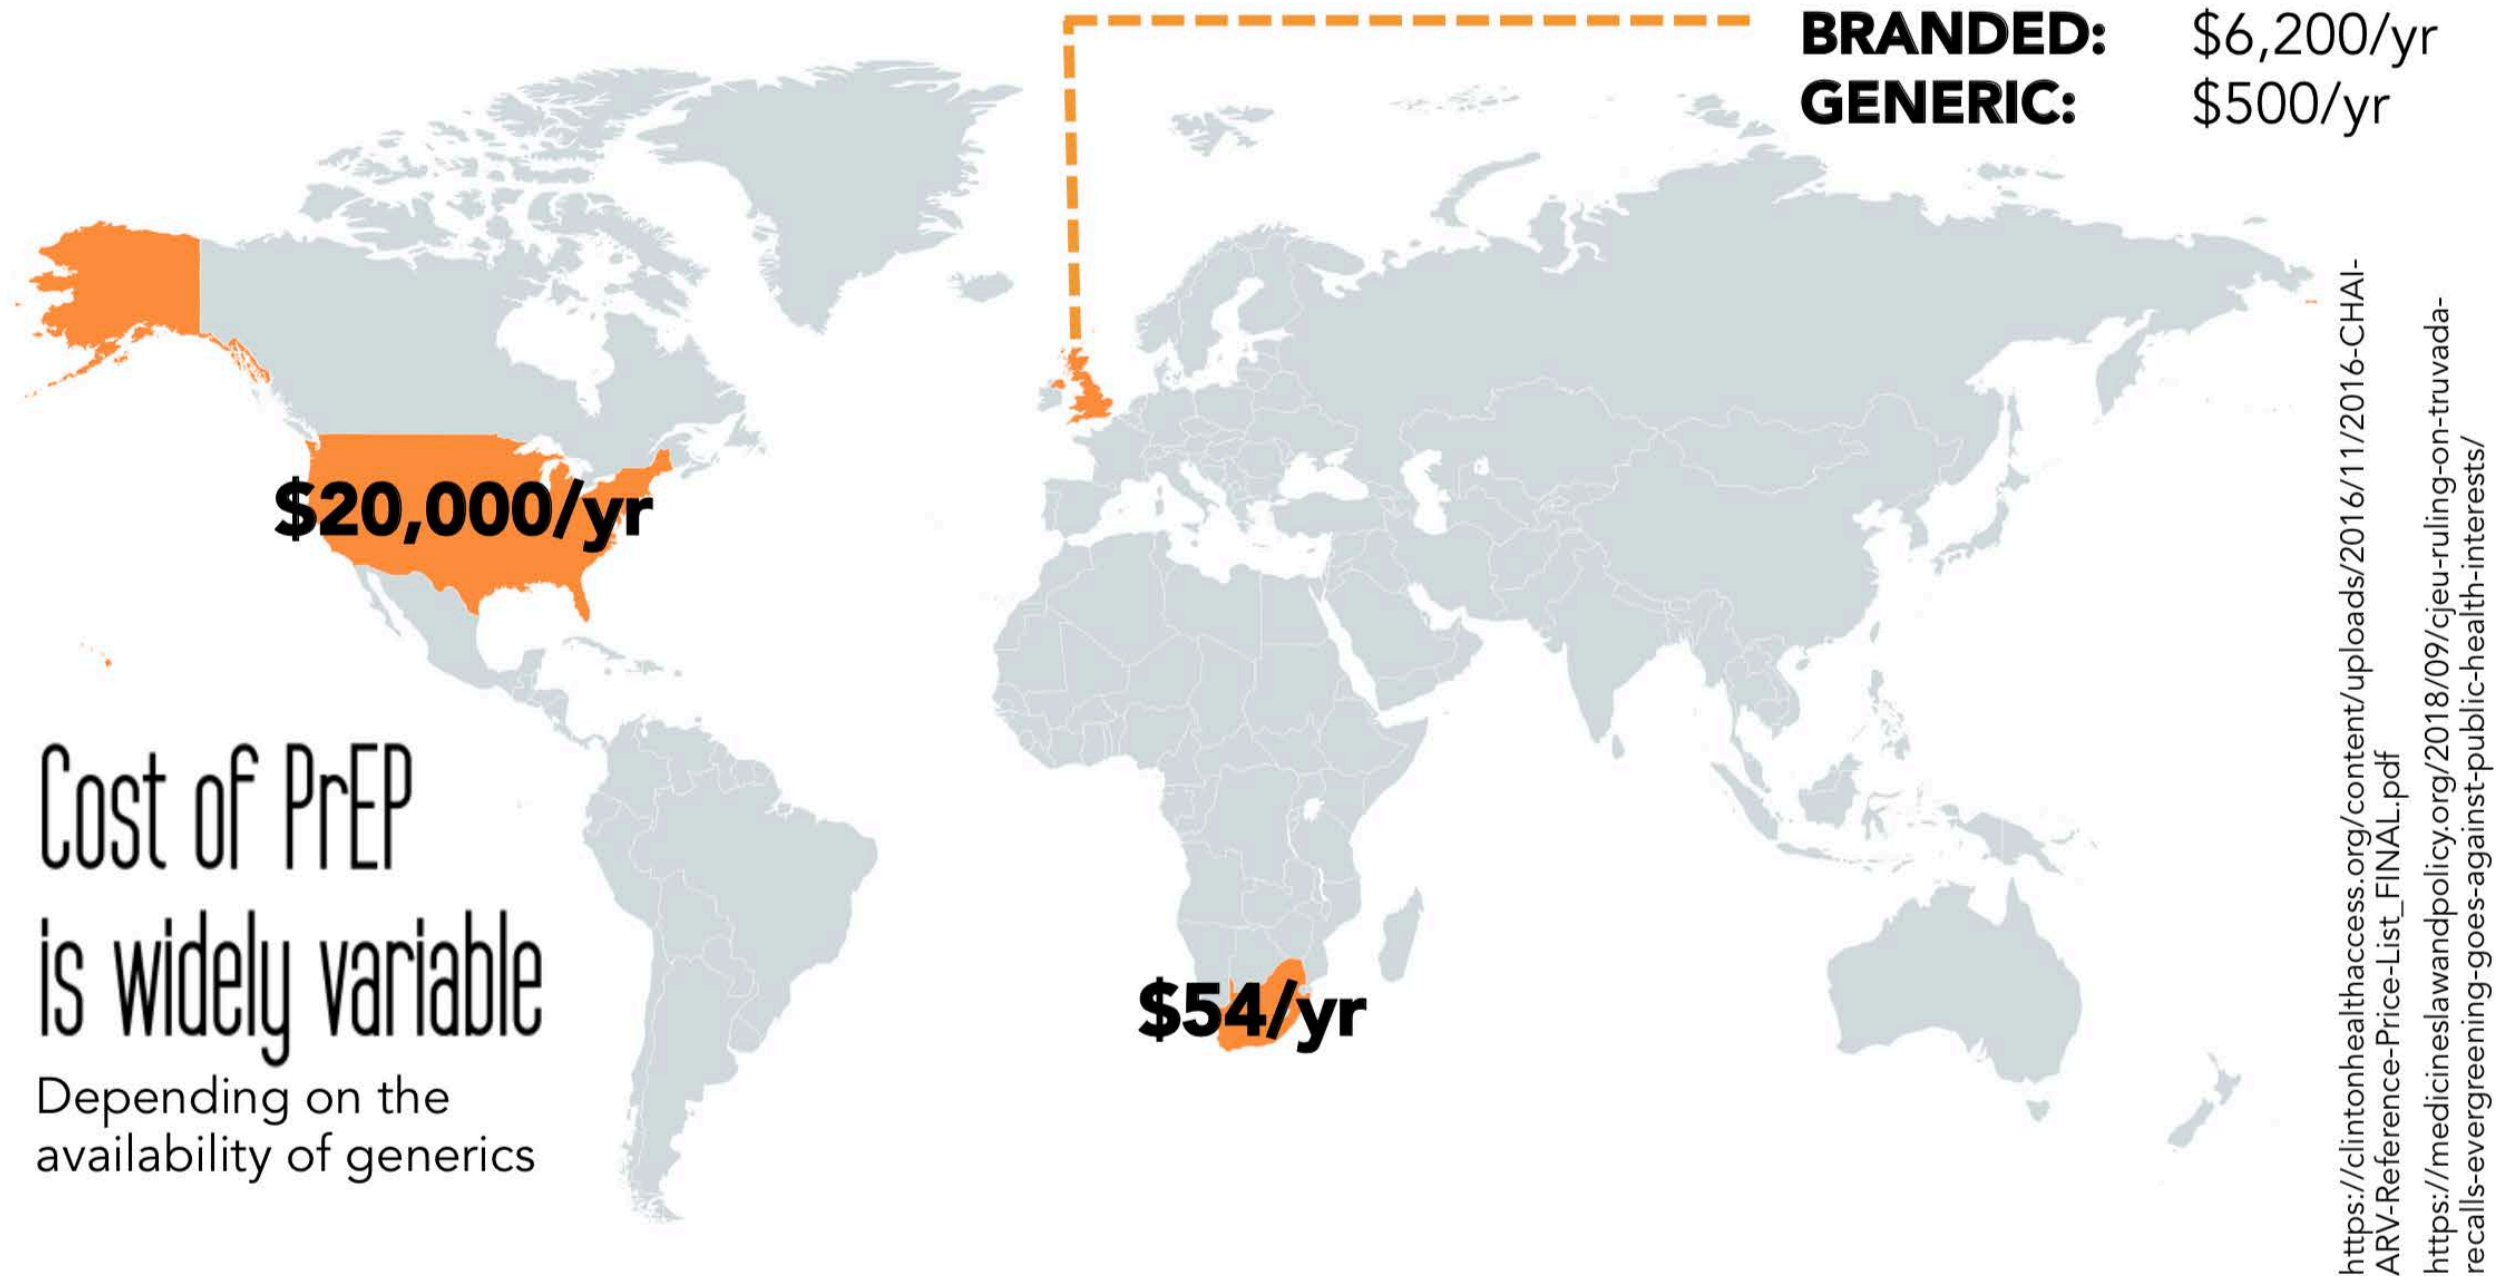 BRANDED: $6,200/yr
GENERIC: $500/yr
$20,000/yr
$54/yr
Cost of PrEP
is widely variable
Depending on the
availability of generics
https://clintonhealthaccess.org/content/uploads/2016/11/2016-CHAI-
ARV-Reference-Price-List_FINAL.pdf
https://medicineslawandpolicy.org/2018/09/cjeu-ruling-on-truvada-
recalls-evergreening-goes-against-public-health-interests/